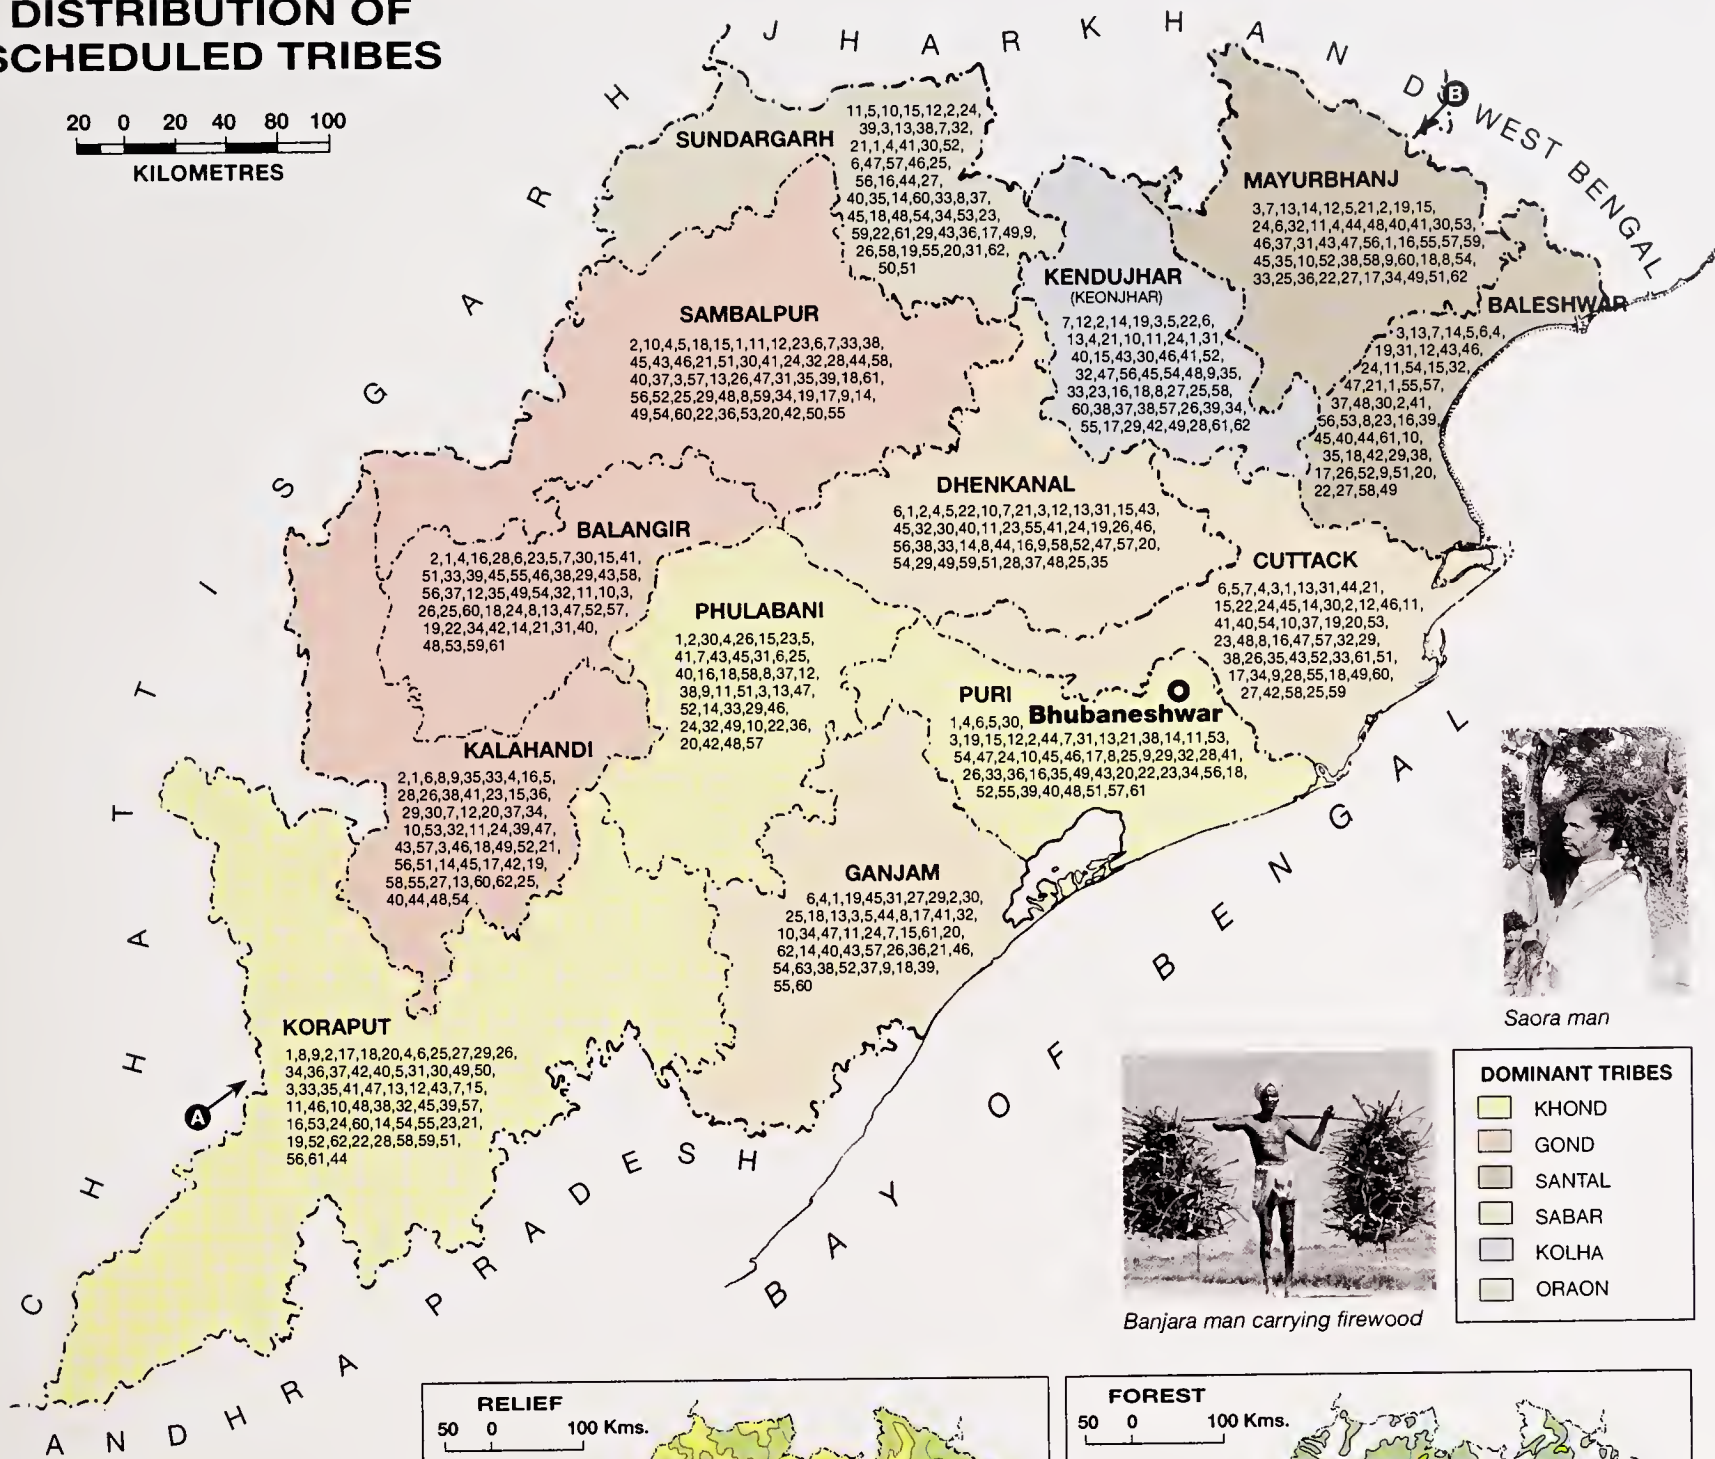 DISTRIBUTION OF
SCHEDULED TRIBES
20 0 20 40 80 100
KILOMETRES
JHARKHAND
WEST BENGAL
CHHATTISGARH
ANDHRA PRADESH
BAY OF BENGAL
A
B
SUNDARGARH
11,5,10,15,12,2,24,
39,3,13,38,7,32,
21,1,4,41,30,52,
6,47,57,46,25,
56,16,44,27,
40,35,14,60,33,8,37,
45,18,48,54,34,53,23,
59,22,61,29,43,36,17,49,9,
26,58,19,55,20,31,62,
50,51
MAYURBHANJ
3,7,13,14,12,5,21,2,19,15,
24,6,32,11,4,44,48,40,41,30,53,
46,37,31,43,47,56,1,16,55,57,59,
45,35,10,52,38,58,9,60,18,8,54,
33,25,36,22,27,17,34,49,51,62
KENDUJHAR
(KEONJHAR)
7,12,2,14,19,3,5,22,6,
13,4,21,10,11,24,1,31,
40,15,43,30,46,41,52,
32,47,56,45,54,48,9,35,
33,23,16,18,8,27,25,58,
60,38,37,38,57,26,39,34,
55,17,29,42,49,28,61,62
BALESHWAR
3,13,7,14,5,6,4,
19,31,12,43,46,
24,11,54,15,32,
47,21,1,55,57,
37,48,30,2,41,
56,53,8,23,16,39,
45,40,44,61,10,
35,18,42,29,38,
17,26,52,9,51,20,
22,27,58,49
SAMBALPUR
2,10,4,5,18,15,1,11,12,23,6,7,33,38,
45,43,46,21,51,30,41,24,32,28,44,58,
40,37,3,57,13,26,47,31,35,39,18,61,
56,52,25,29,48,8,59,34,19,17,9,14,
49,54,60,22,36,53,20,42,50,55
DHENKANAL
6,1,2,4,5,22,10,7,21,3,12,13,31,15,43,
45,32,30,40,11,23,55,41,24,19,26,46,
56,38,33,14,8,44,16,9,58,52,47,57,20,
54,29,49,59,51,28,37,48,25,35
BALANGIR
2,1,4,16,28,6,23,5,7,30,15,41,
51,33,39,45,55,46,38,29,43,58,
56,37,12,35,49,54,32,11,10,3,
26,25,60,18,24,8,13,47,52,57,
19,22,34,42,14,21,31,40,
48,53,59,61
CUTTACK
6,5,7,4,3,1,13,31,44,21,
15,22,24,45,14,30,2,12,46,11,
41,40,54,10,37,19,20,53,
23,48,8,16,47,57,32,29,
38,26,35,43,52,33,61,51,
17,34,9,28,55,18,49,60,
27,42,58,25,59
PHULABANI
1,2,30,4,26,15,23,5,
41,7,43,45,31,6,25,
40,16,18,58,8,37,12,
38,9,11,51,3,13,47,
52,14,33,29,46,
24,32,49,10,22,36,
20,42,48,57
PURI
Bhubaneshwar
1,4,6,5,30,
3,19,15,12,2,44,7,31,13,21,38,14,11,53,
54,47,24,10,45,46,17,8,25,9,29,32,28,41,
26,33,36,16,35,49,43,20,22,23,34,56,18,
52,55,39,40,48,51,57,61
KALAHANDI
2,1,6,8,9,35,33,4,16,5,
28,26,38,41,23,15,36,
29,30,7,12,20,37,34,
10,53,32,11,24,39,47,
43,57,3,46,18,49,52,21,
56,51,14,45,17,42,19,
58,55,27,13,60,62,25,
40,44,48,54
GANJAM
6,4,1,19,45,31,27,29,2,30,
25,18,13,3,5,44,8,17,41,32,
10,34,47,11,24,7,15,61,20,
62,14,40,43,57,26,36,21,46,
54,63,38,52,37,9,18,39,
55,60
KORAPUT
1,8,9,2,17,18,20,4,6,25,27,29,26,
34,36,37,42,40,5,31,30,49,50,
3,33,35,41,47,13,12,43,7,15,
11,46,10,48,38,32,45,39,57,
16,53,24,60,14,54,55,23,21,
19,52,62,22,28,58,59,51,
56,61,44
Saora man
Banjara man carrying firewood
DOMINANT TRIBES
KHOND
GOND
SANTAL
SABAR
KOLHA
ORAON
RELIEF
50 0 100 Kms.
FOREST
50 0 100 Kms.